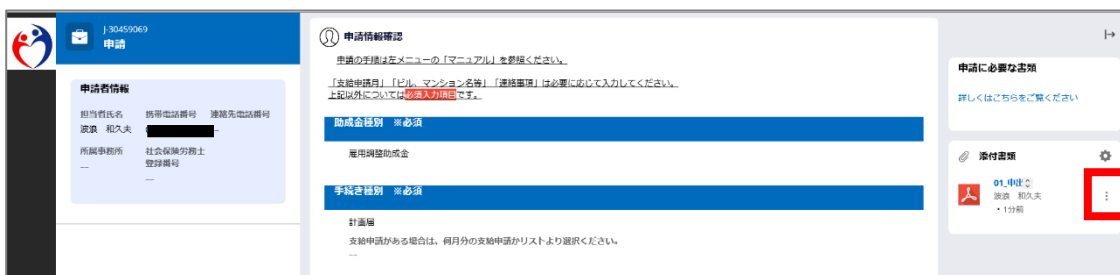 J-30459069
申請
申請者情報
担当者氏名 携帯電話番号 連絡先電話番号
波浪 和久夫 --
所属事務所 社会保険労務士
登録番号
--
--
申請情報確認
申請の手順は左メニューの「マニュアル」を参照ください。
「支給申請月」「ビル、マンション名等」「連絡事項」は必要に応じて入力してください。
上記以外については必須入力項目です。
助成金種別 ※必須
雇用調整助成金
手続き種別 ※必須
計画届
支給申請がある場合は、何月分の支給申請かリストより選択ください。
--
申請に必要な書類
詳しくはこちらをご覧ください
添付書類
01_申出
波浪 和久夫
・1分前